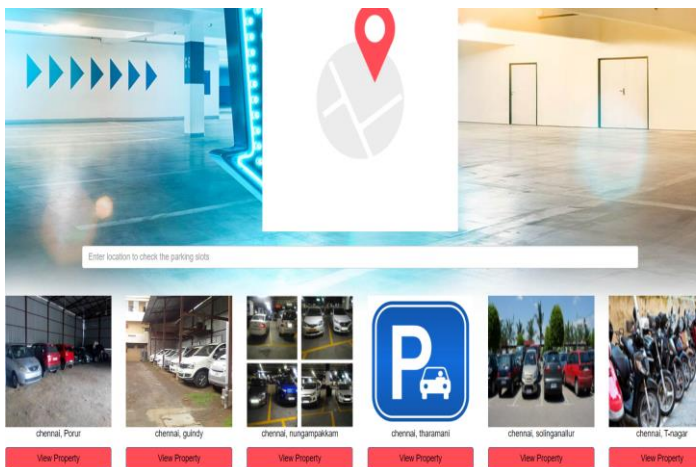 Enter location to check the parking slots
P
chennai, Porur
chennai, guindy
chennai, nungampakkam
chennai, tharamani
chennai, solinganallur
chennai, T-nagar
View Property
View Property
View Property
View Property
View Property
View Property